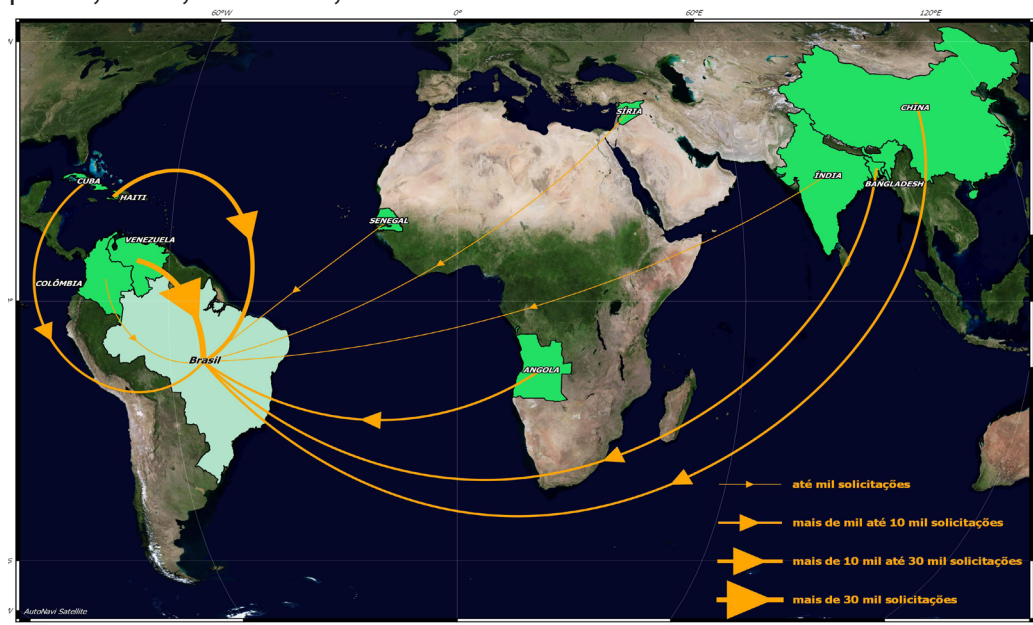 60°W 0° 60°E 120°E
CHINA
SÍRIA
ÍNDIA
CUBA
BANGLADESH
HAITI
SENEGAL
VENEZUELA
COLÔMBIA
Brasil
ANGOLA
até mil solicitações
mais de mil até 10 mil solicitações
mais de 10 mil até 30 mil solicitações
mais de 30 mil solicitações
AutoNavi Satellite